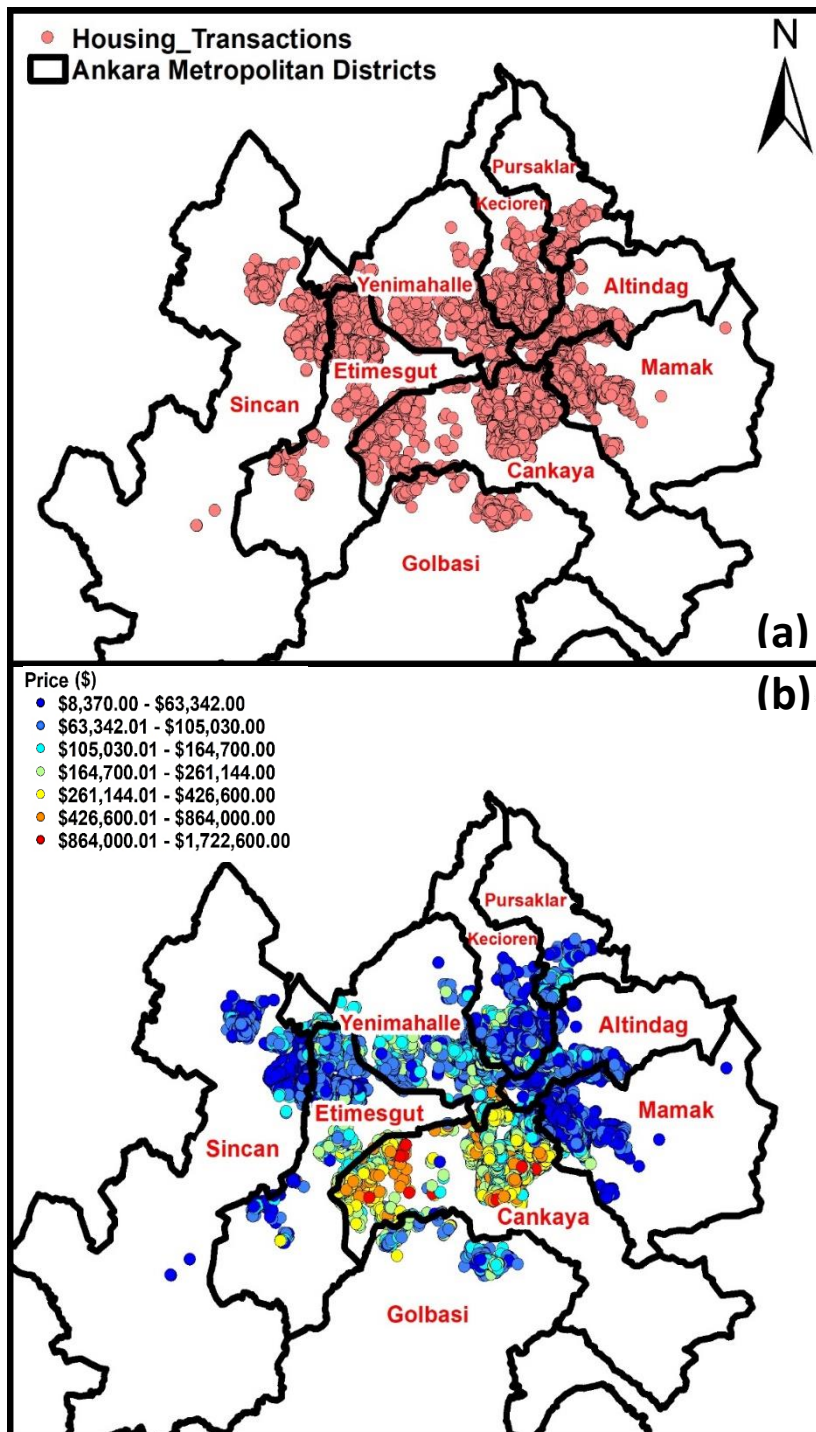 Housing_Transactions
Ankara Metropolitan Districts
N
Pursaklar
Kecioren
Yenimahalle
Altindag
Etimesgut
Mamak
Sincan
Cankaya
Golbasi
(a)
Price ($)
(b)
$8,370.00 - $63,342.00
$63,342.01 - $105,030.00
$105,030.01 - $164,700.00
$164,700.01 - $261,144.00
$261,144.01 - $426,600.00
$426,600.01 - $864,000.00
$864,000.01 - $1,722,600.00
Pursaklar
Kecioren
Yenimahalle
Altindag
Etimesgut
Mamak
Sincan
Cankaya
Golbasi